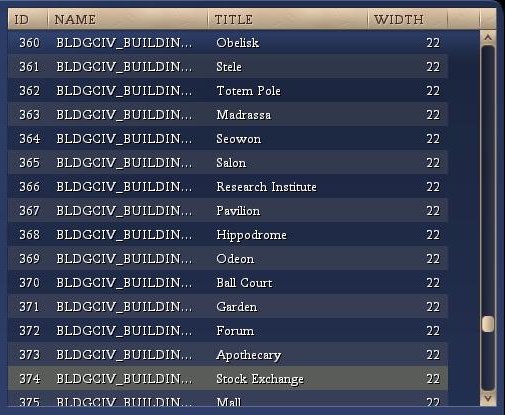 ID NAME TITLE WIDTH
360 BLDGCIV_BUILDIN... Obelisk 22
361 BLDGCIV_BUILDIN... Stele 22
362 BLDGCIV_BUILDIN... Totem Pole 22
363 BLDGCIV_BUILDIN... Madrassa 22
364 BLDGCIV_BUILDIN... Seowon 22
365 BLDGCIV_BUILDIN... Salon 22
366 BLDGCIV_BUILDIN... Research Institute 22
367 BLDGCIV_BUILDIN... Pavilion 22
368 BLDGCIV_BUILDIN... Hippodrome 22
369 BLDGCIV_BUILDIN... Odeon 22
370 BLDGCIV_BUILDIN... Ball Court 22
371 BLDGCIV_BUILDIN... Garden 22
372 BLDGCIV_BUILDIN... Forum 22
373 BLDGCIV_BUILDIN... Apothecary 22
374 BLDGCIV_BUILDIN... Stock Exchange 22
375 BLDGCIV_BUILDIN... Mall 22